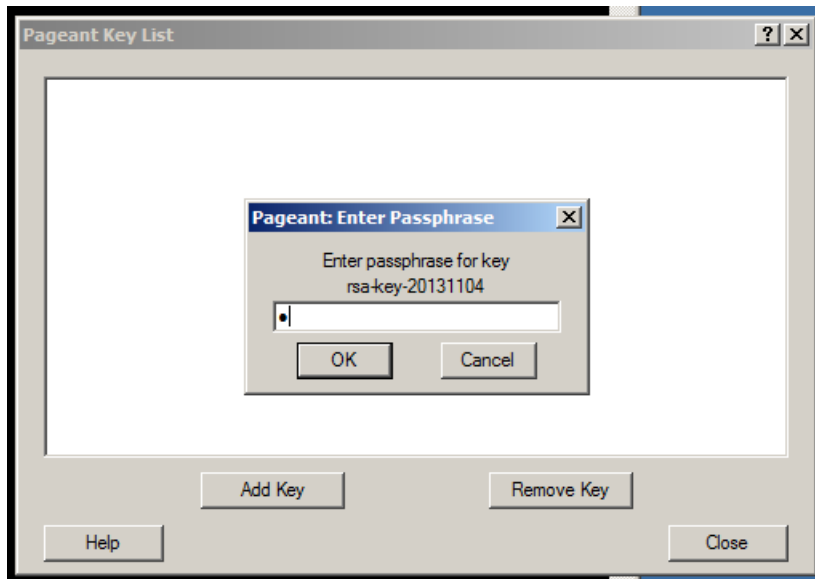 Pageant Key List
Pageant: Enter Passphrase
Enter passphrase for key
rsa-key-20131104
OK
Cancel
Add Key
Remove Key
Help
Close